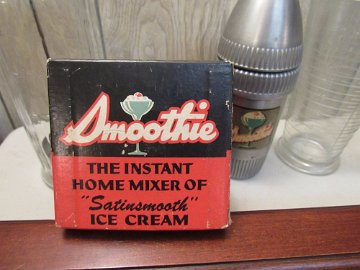 Smoothie
THE INSTANT
HOME MIXER OF
"Satinsmooth"
ICE CREAM